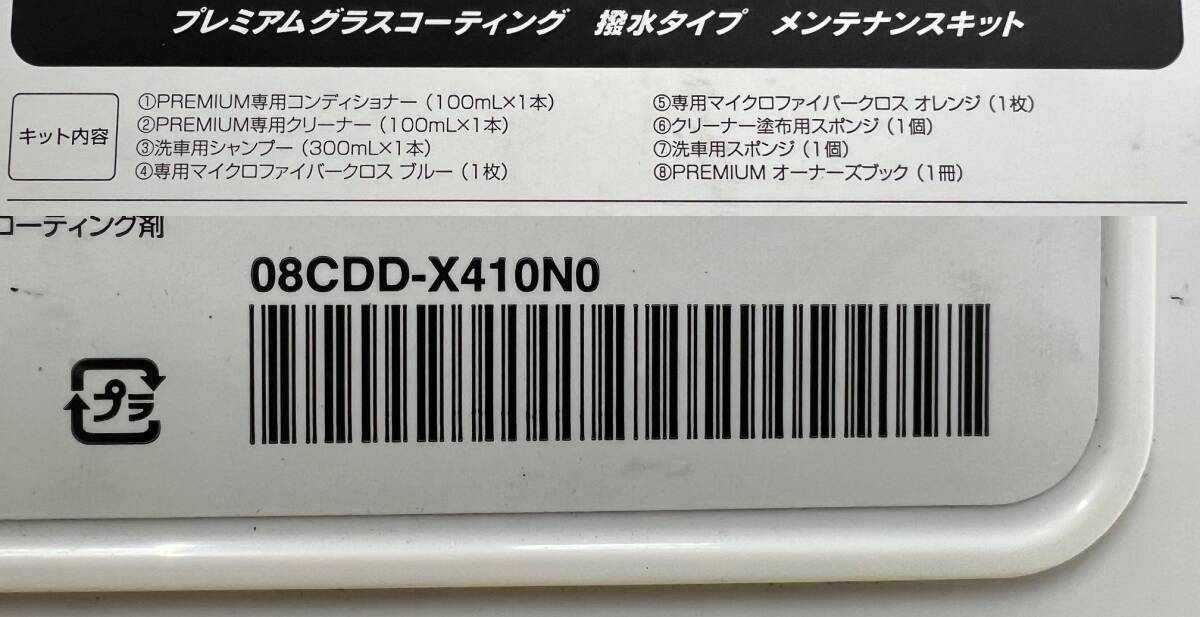 プレミアムグラスコーティング 撥水タイプ メンテナンスキット
キット内容
①PREMIUM専用コンディショナー（100mL×1本）
②PREMIUM専用クリーナー（100mL×1本）
③洗車用シャンプー（300mL×1本）
④専用マイクロファイバークロス ブルー（1枚）
⑤専用マイクロファイバークロス オレンジ（1枚）
⑥クリーナー塗布用スポンジ（1個）
⑦洗車用スポンジ（1個）
⑧PREMIUM オーナーズブック（1冊）
コーティング剤
08CDD-X410N0
プラ